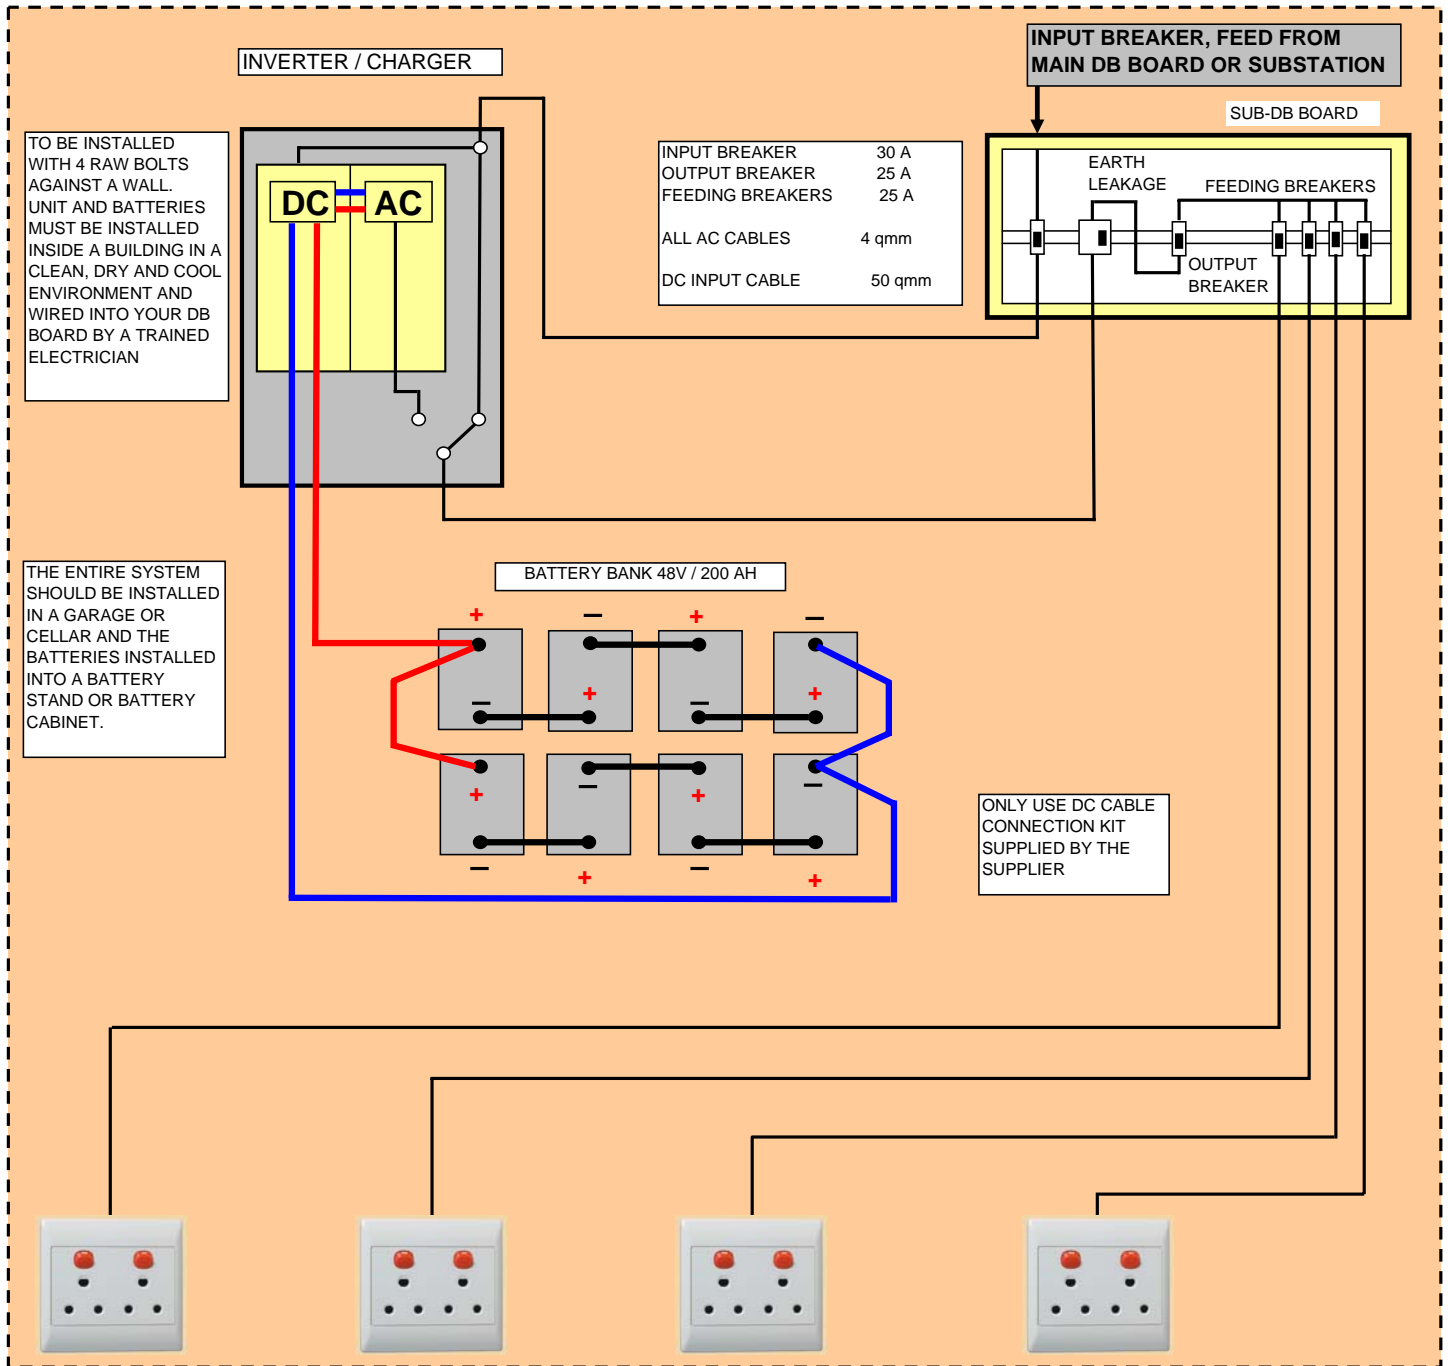 INVERTER / CHARGER
INPUT BREAKER, FEED FROM
MAIN DB BOARD OR SUBSTATION
SUB-DB BOARD
TO BE INSTALLED
WITH 4 RAW BOLTS
AGAINST A WALL.
UNIT AND BATTERIES
MUST BE INSTALLED
INSIDE A BUILDING IN A
CLEAN, DRY AND COOL
ENVIRONMENT AND
WIRED INTO YOUR DB
BOARD BY A TRAINED
ELECTRICIAN
DC AC
INPUT BREAKER 30 A
OUTPUT BREAKER 25 A
FEEDING BREAKERS 25 A
ALL AC CABLES 4 qmm
DC INPUT CABLE 50 qmm
EARTH
LEAKAGE
FEEDING BREAKERS
OUTPUT
BREAKER
THE ENTIRE SYSTEM
SHOULD BE INSTALLED
IN A GARAGE OR
CELLAR AND THE
BATTERIES INSTALLED
INTO A BATTERY
STAND OR BATTERY
CABINET.
BATTERY BANK 48V / 200 AH
+ – + –
– + – +
+ – + –
– + – +
ONLY USE DC CABLE
CONNECTION KIT
SUPPLIED BY THE
SUPPLIER